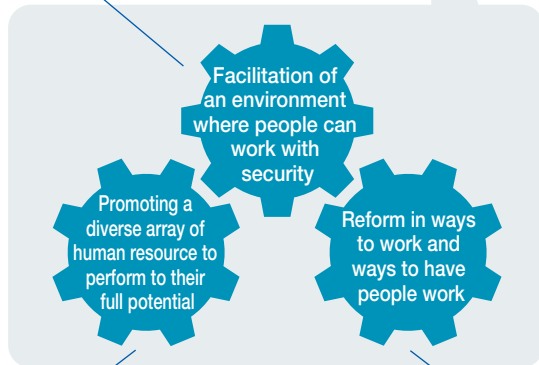 Facilitation of
an environment
where people can
work with
security
Promoting a
diverse array of
human resource to
perform to their
full potential
Reform in ways
to work and
ways to have
people work